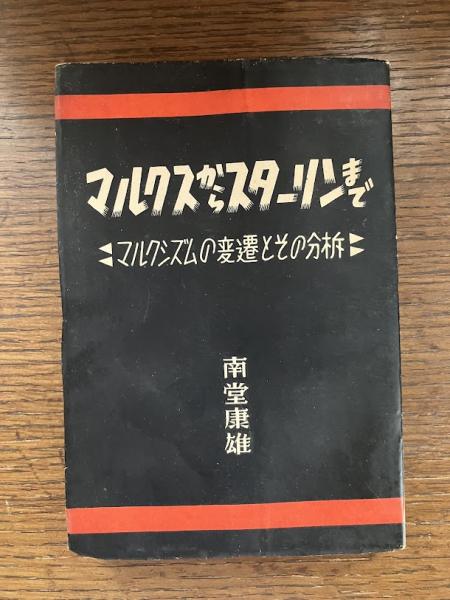 マルクスからスターリンまで
マルクシズムの変遷とその分析
南堂康雄